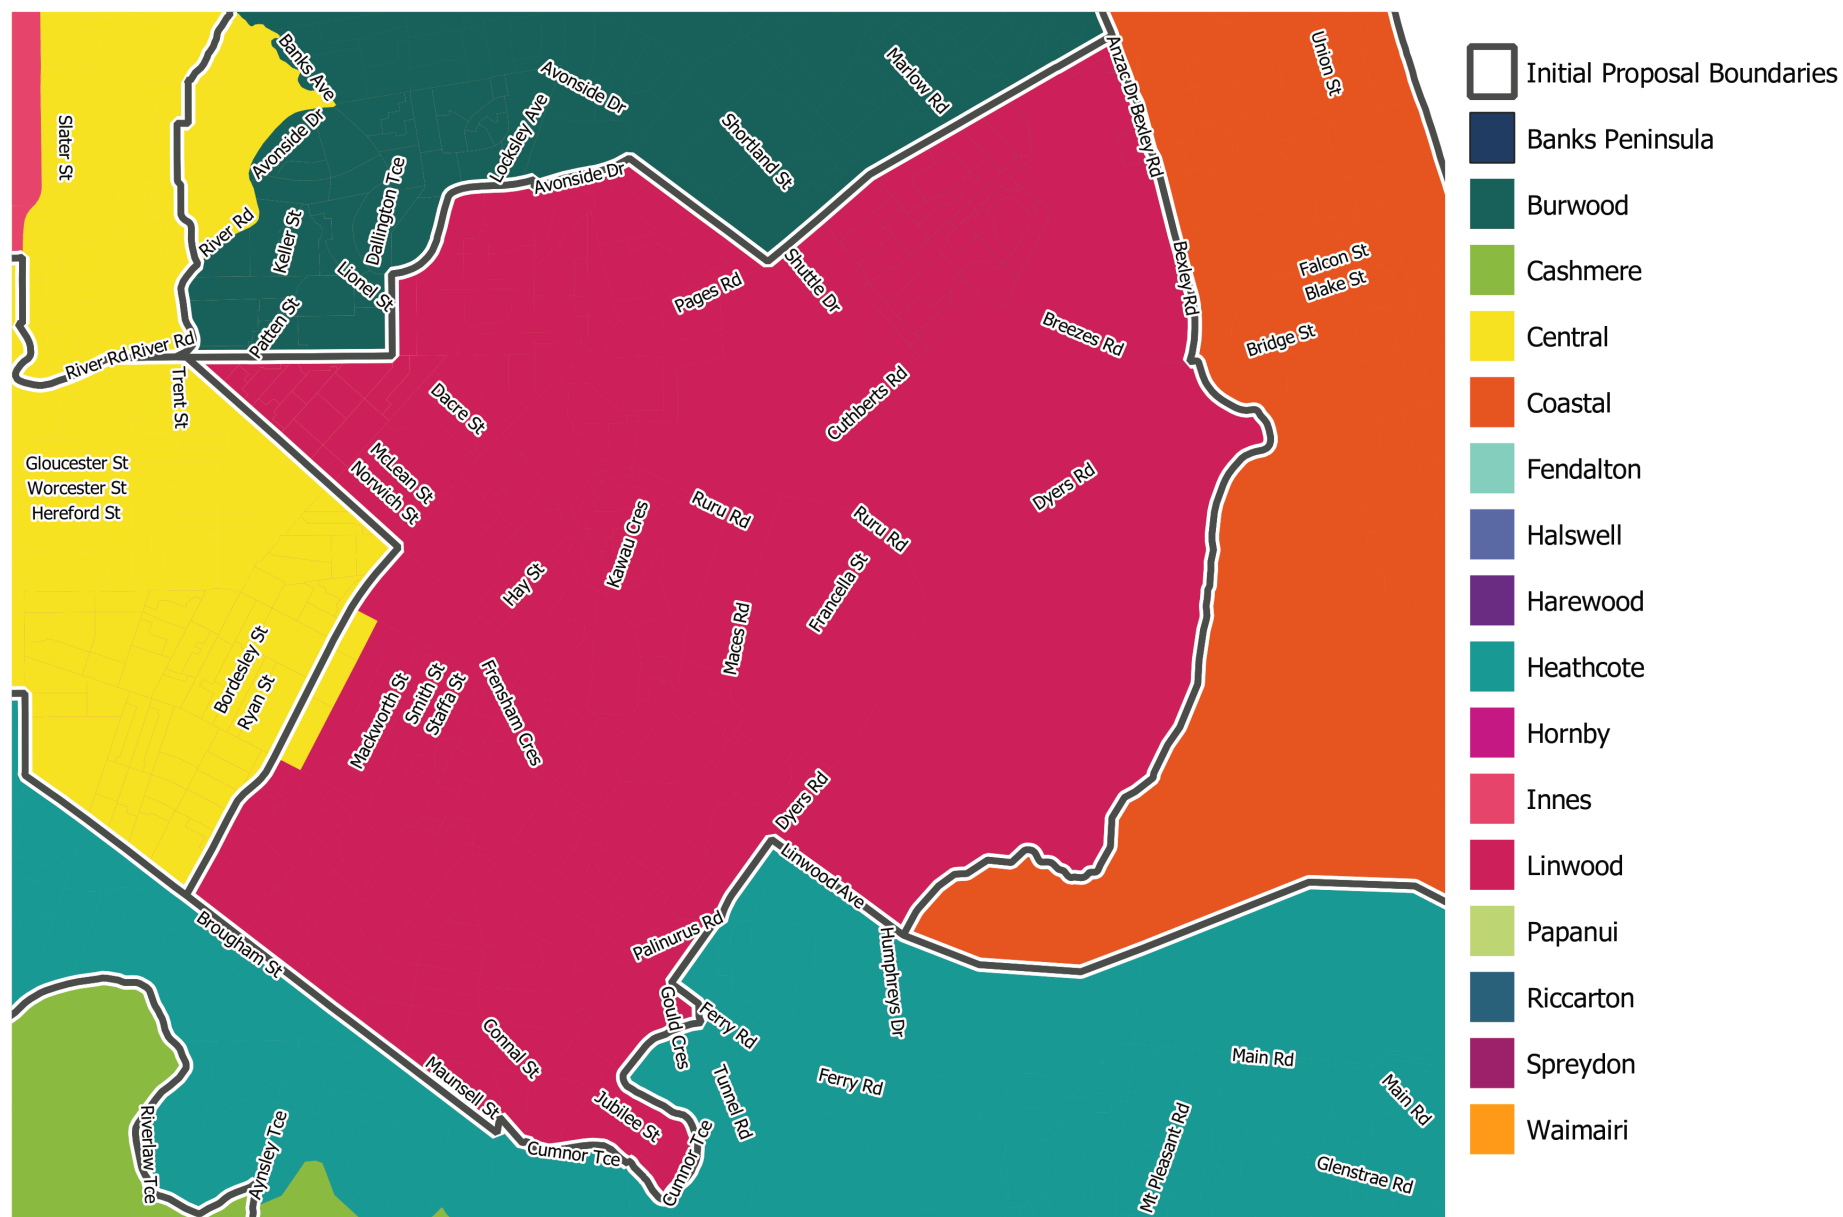 Slater St
Banks Ave
Avonside Dr
Avonside Dr
Locksley Ave
Marlow Rd
Shortland St
Anzac Dr
Bexley Rd
Union St
Dallington Tce
Avonside Dr
River Rd
Keller St
Lionel St
Patten St
Pages Rd
Shuttle Dr
Bexley Rd
Falcon St
Blake St
Bridge St
Breezes Rd
River Rd
River Rd
Trent St
Dacre St
Cuthberts Rd
Gloucester St
Worcester St
Hereford St
McLean St
Norwich St
Kawau Cres
Ruru Rd
Ruru Rd
Dyers Rd
Hay St
Francella St
Maces Rd
Bordesley St
Ryan St
Mackworth St
Smith St
Staffa St
Frensham Cres
Dyers Rd
Linwood Ave
Brougham St
Palinurus Rd
Humphreys Dr
Gould Cres
Ferry Rd
Connal St
Maunsell St
Jubilee St
Tunnel Rd
Ferry Rd
Main Rd
Main Rd
Riverlaw Tce
Aynsley Tce
Cumnor Tce
Cumnor Tce
Mt Pleasant Rd
Glenstrae Rd
Initial Proposal Boundaries
Banks Peninsula
Burwood
Cashmere
Central
Coastal
Fendalton
Halswell
Harewood
Heathcote
Hornby
Innes
Linwood
Papanui
Riccarton
Spreydon
Waimairi